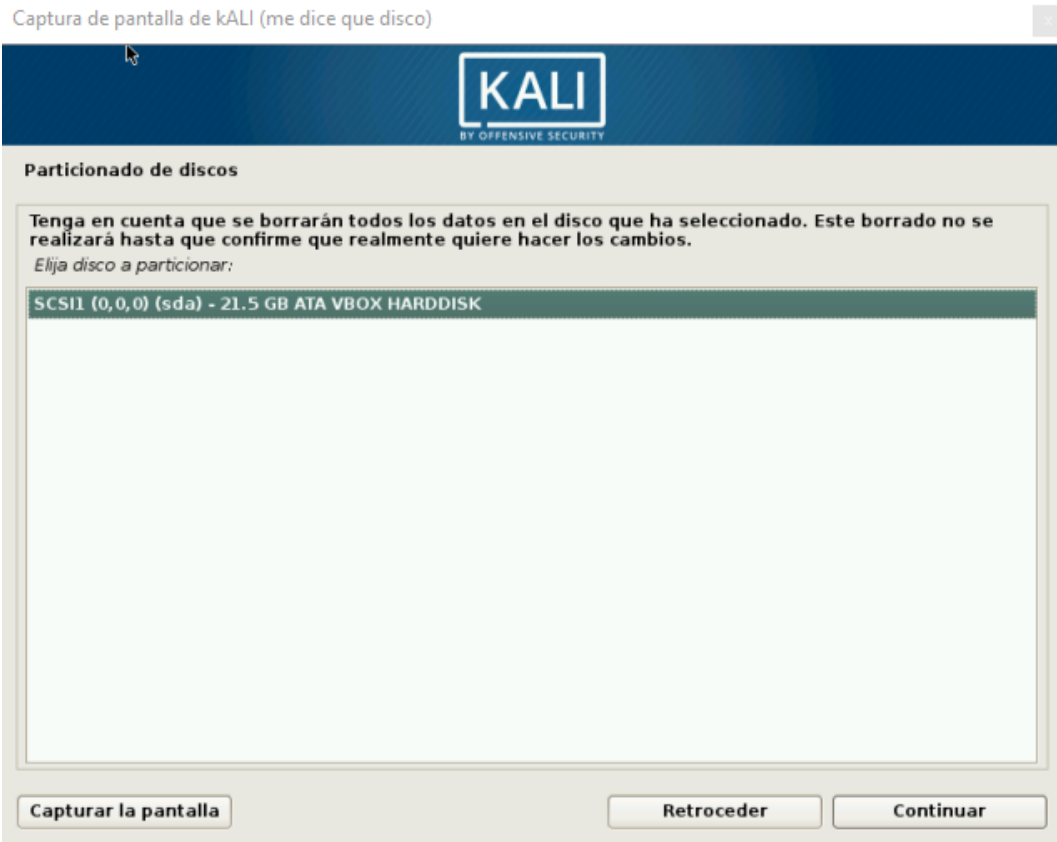 Captura de pantalla de kALI (me dice que disco)
KALI
BY OFFENSIVE SECURITY
Particionado de discos
Tenga en cuenta que se borrarán todos los datos en el disco que ha seleccionado. Este borrado no se
realizará hasta que confirme que realmente quiere hacer los cambios.
Elija disco a particionar:
SCSI1 (0,0,0) (sda) - 21.5 GB ATA VBOX HARDDISK
Capturar la pantalla
Retroceder
Continuar